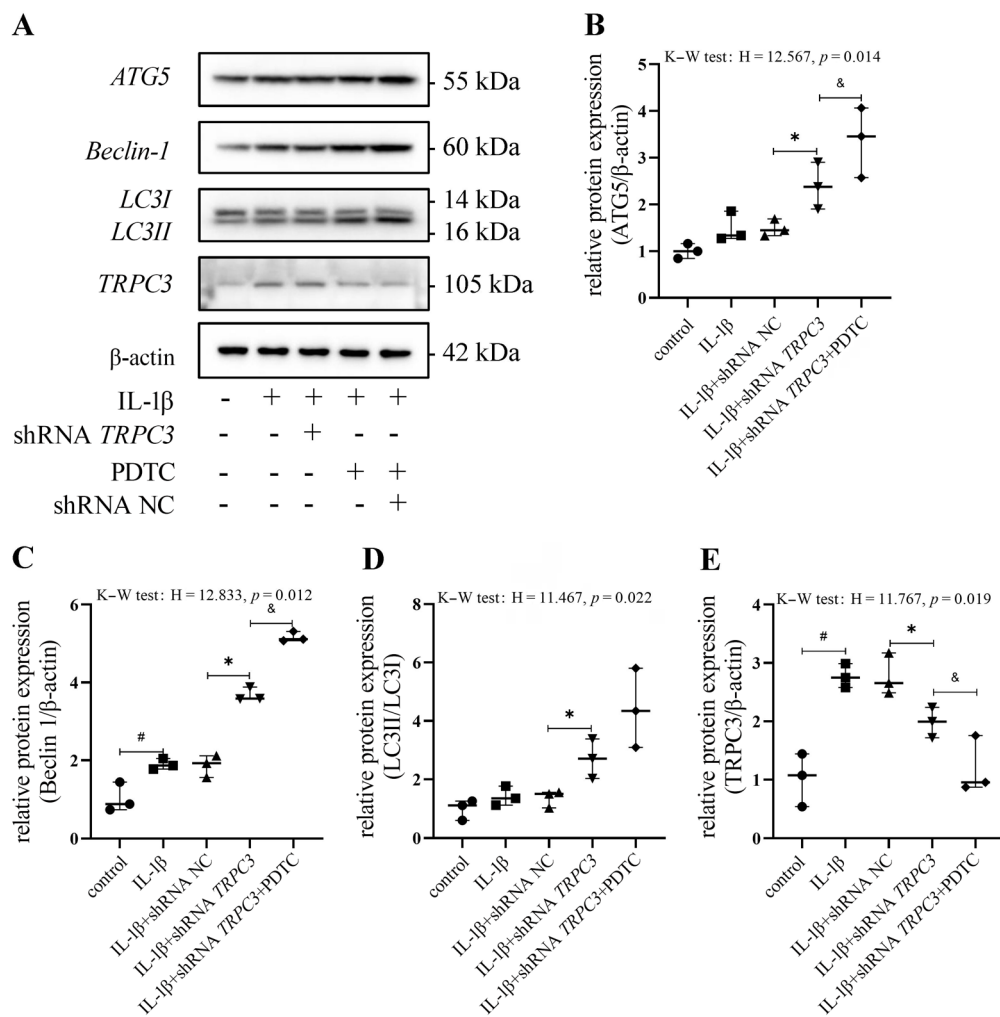 A
ATG5
55 kDa
Beclin-1
60 kDa
LC3I
14 kDa
LC3II
16 kDa
TRPC3
105 kDa
β-actin
42 kDa
IL-1β - + + + +
shRNA TRPC3 - - + - -
PDTC - - - + +
shRNA NC - - - - +
B
K–W test: H = 12.567, p = 0.014
relative protein expression
(ATG5/β-actin)
5
4
3
2
1
0
*
&
control
IL-1β
IL-1β+shRNA NC
IL-1β+shRNA TRPC3
IL-1β+shRNA TRPC3+PDTC
C
K–W test: H = 12.833, p = 0.012
relative protein expression
(Beclin 1/β-actin)
6
4
2
0
#
*
&
control
IL-1β
IL-1β+shRNA NC
IL-1β+shRNA TRPC3
IL-1β+shRNA TRPC3+PDTC
D
K–W test: H = 11.467, p = 0.022
relative protein expression
(LC3II/LC3I)
8
6
4
2
0
*
control
IL-1β
IL-1β+shRNA NC
IL-1β+shRNA TRPC3
IL-1β+shRNA TRPC3+PDTC
E
K–W test: H = 11.767, p = 0.019
relative protein expression
(TRPC3/β-actin)
4
3
2
1
0
#
*
&
control
IL-1β
IL-1β+shRNA NC
IL-1β+shRNA TRPC3
IL-1β+shRNA TRPC3+PDTC